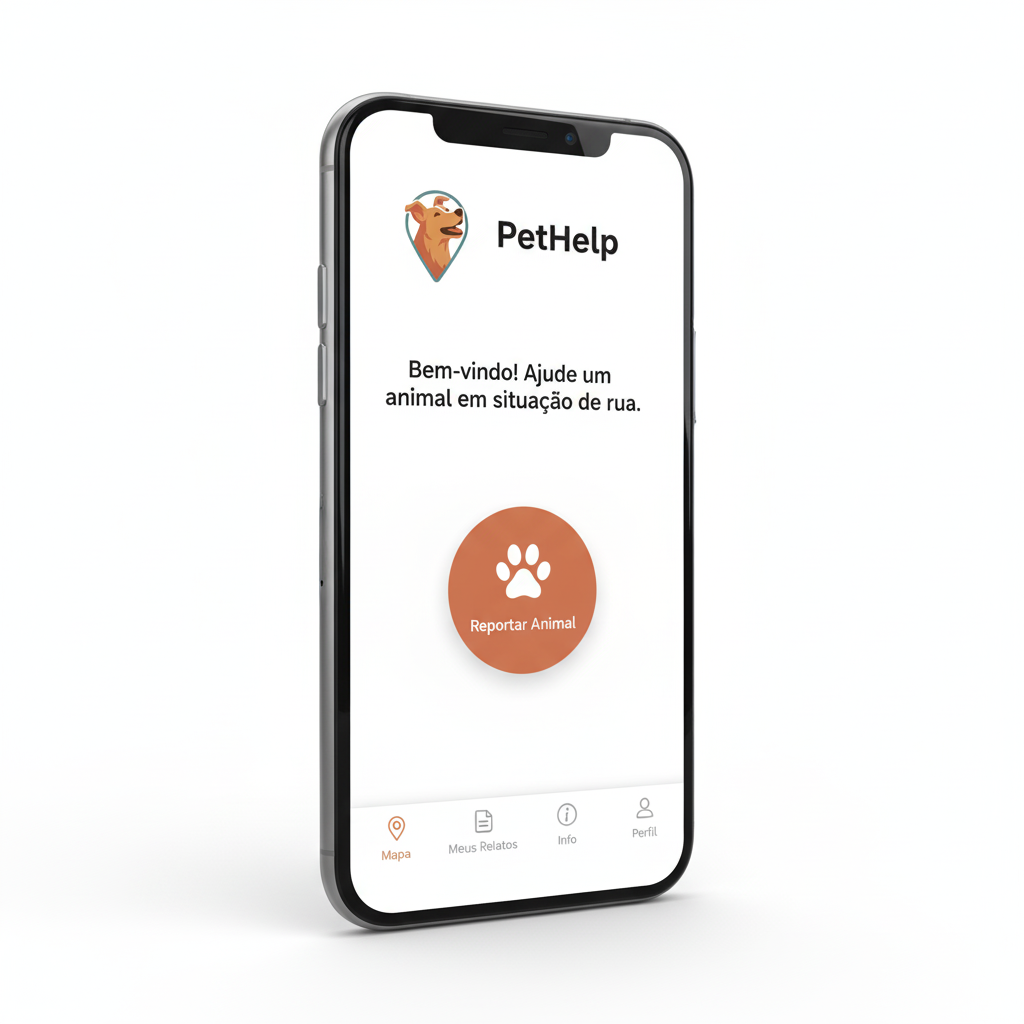 PetHelp
Bem-vindo! Ajude um
animal em situação de rua.
Reportar Animal
Mapa
Meus Relatos
Info
Perfil